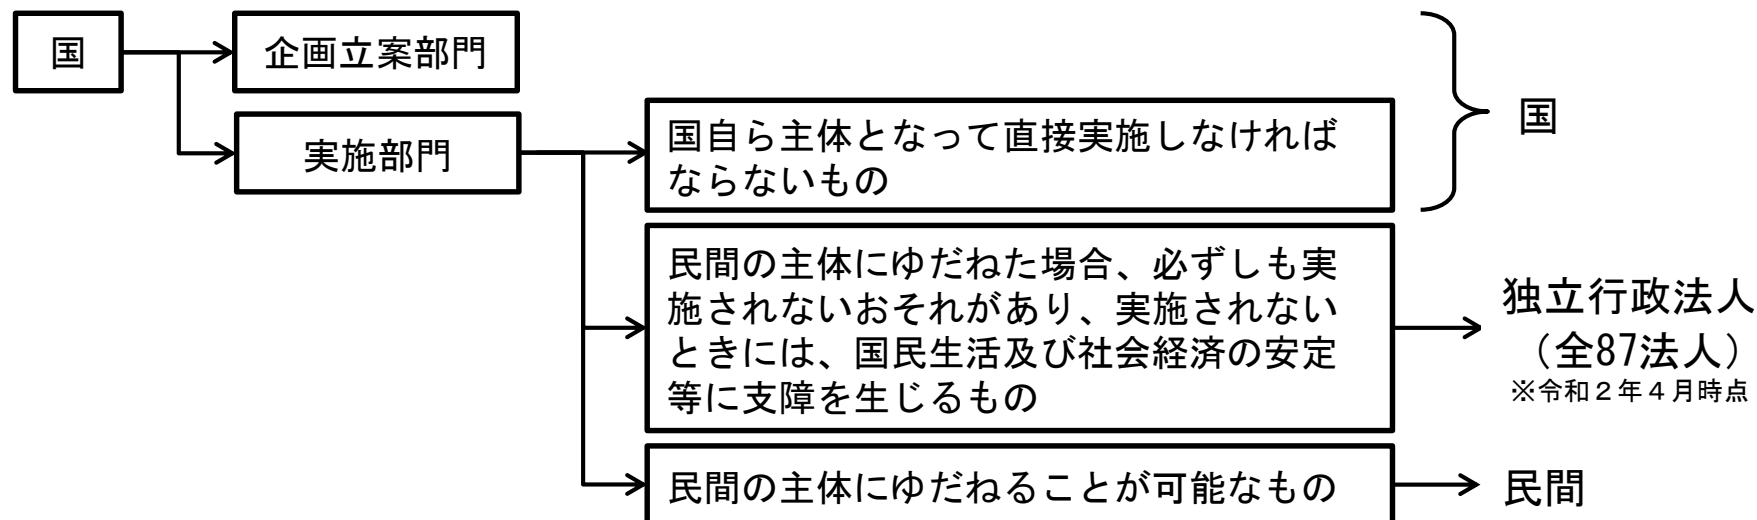 国
企画立案部門
実施部門
国自ら主体となって直接実施しなければ
ならないもの
国
民間の主体にゆだねた場合、必ずしも実
施されないおそれがあり、実施されない
ときには、国民生活及び社会経済の安定
等に支障を生じるもの
独立行政法人
（全87法人）
※令和２年４月時点
民間の主体にゆだねることが可能なもの
民間